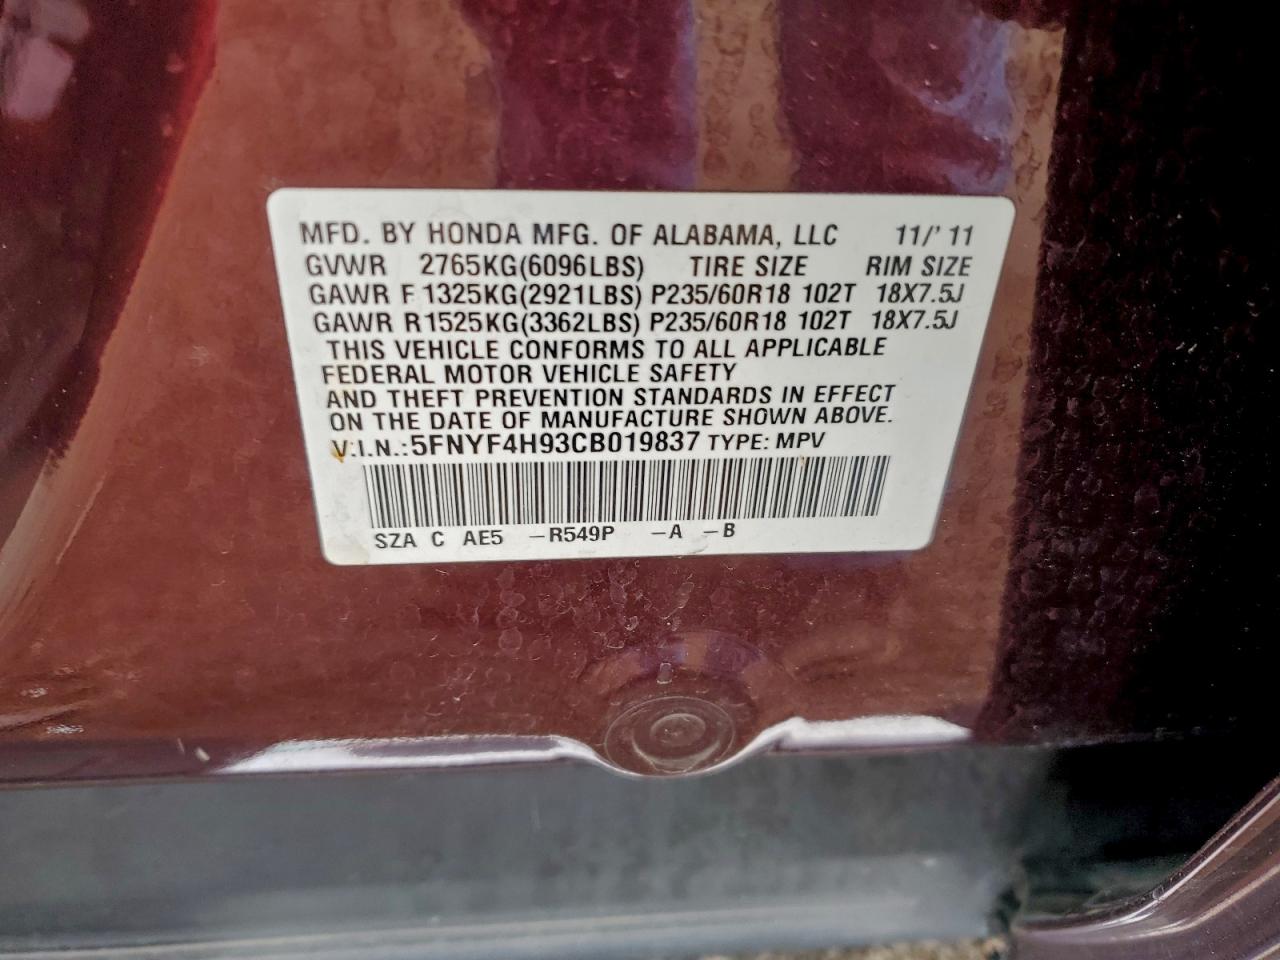 MFD. BY HONDA MFG. OF ALABAMA, LLC 11/'11
GVWR 2765KG(6096LBS) TIRE SIZE RIM SIZE
GAWR F 1325KG(2921LBS) P235/60R18 102T 18X7.5J
GAWR R1525KG(3362LBS) P235/60R18 102T 18X7.5J
THIS VEHICLE CONFORMS TO ALL APPLICABLE
FEDERAL MOTOR VEHICLE SAFETY
AND THEFT PREVENTION STANDARDS IN EFFECT
ON THE DATE OF MANUFACTURE SHOWN ABOVE.
V.I.N.:5FNYF4H93CB019837 TYPE: MPV
SZA C AE5 -R549P -A -B